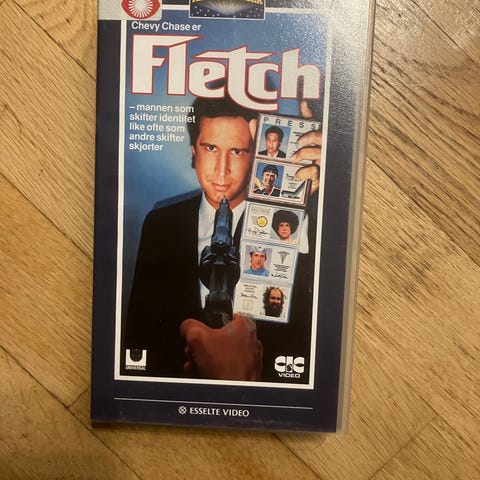 Chevy Chase er
Fletch
– mannen som
skifter identitet
like ofte som
andre skifter
skjorter
PRESS
UNIVERSAL
CIC
VIDEO
ESSELTE VIDEO